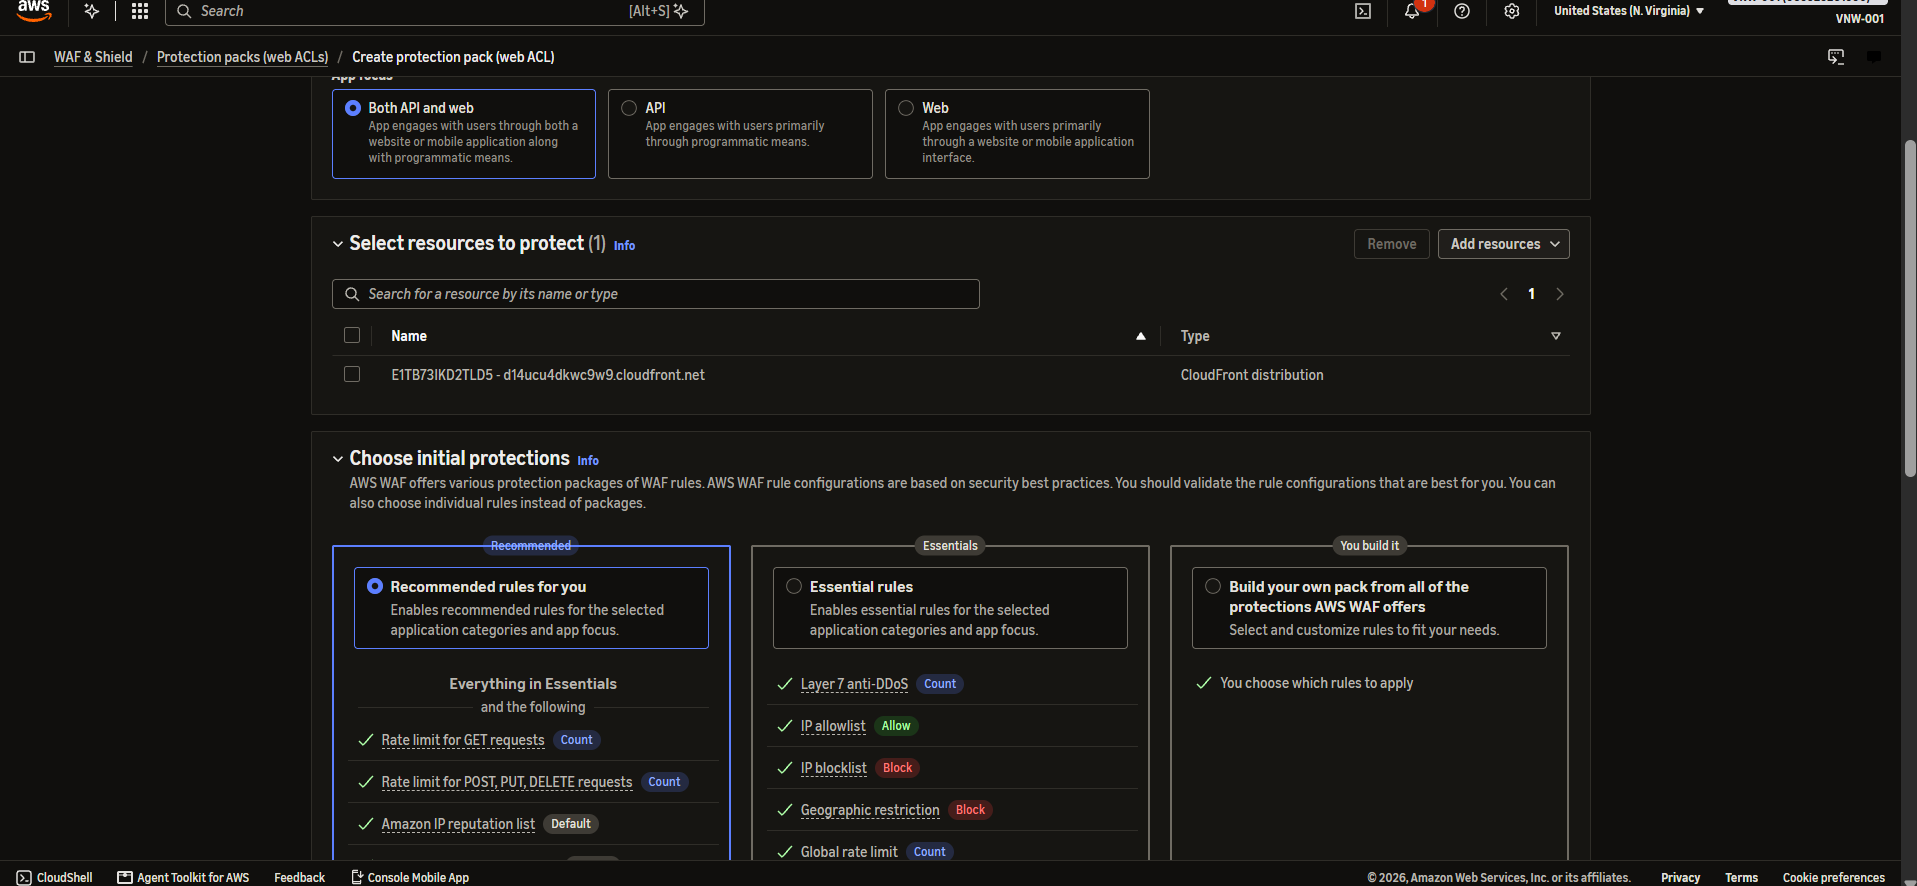 aws
Search
[Alt+S]
1
United States (N. Virginia)
VNW-001
WAF & Shield / Protection packs (web ACLs) / Create protection pack (web ACL)
App focus
Both API and web
App engages with users through both a
website or mobile application along
with programmatic means.
API
App engages with users primarily
through programmatic means.
Web
App engages with users primarily
through a website or mobile application
interface.
Select resources to protect (1) Info
Remove
Add resources
Search for a resource by its name or type
1
Name
Type
E1TB73IKD2TLD5 - d14ucu4dkwc9w9.cloudfront.net
CloudFront distribution
Choose initial protections Info
AWS WAF offers various protection packages of WAF rules. AWS WAF rule configurations are based on security best practices. You should validate the rule configurations that are best for you. You can
also choose individual rules instead of packages.
Recommended
Recommended rules for you
Enables recommended rules for the selected
application categories and app focus.
Everything in Essentials
and the following
Rate limit for GET requests Count
Rate limit for POST, PUT, DELETE requests Count
Amazon IP reputation list Default
Essentials
Essential rules
Enables essential rules for the selected
application categories and app focus.
Layer 7 anti-DDoS Count
IP allowlist Allow
IP blocklist Block
Geographic restriction Block
Global rate limit Count
You build it
Build your own pack from all of the
protections AWS WAF offers
Select and customize rules to fit your needs.
You choose which rules to apply
CloudShell
Agent Toolkit for AWS
Feedback
Console Mobile App
© 2026, Amazon Web Services, Inc. or its affiliates.
Privacy
Terms
Cookie preferences